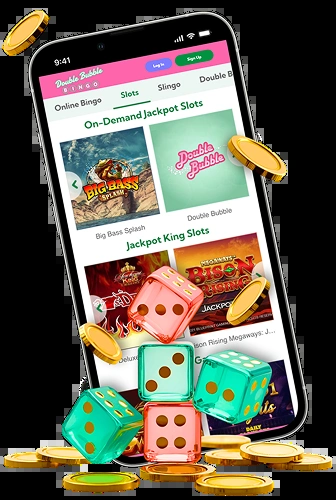 9:41
Double Bubble
BINGO
Log In
Sign Up
Online Bingo
Slots
Slingo
Double B
On-Demand Jackpot Slots
BIG BASS
SPLASH
Double
Bubble
Big Bass Splash
Double Bubble
Jackpot King Slots
MEGAWAYS
BISON
RISING
JACKPOT
Deluxe
Bison Rising Megaways: J...
DAILY